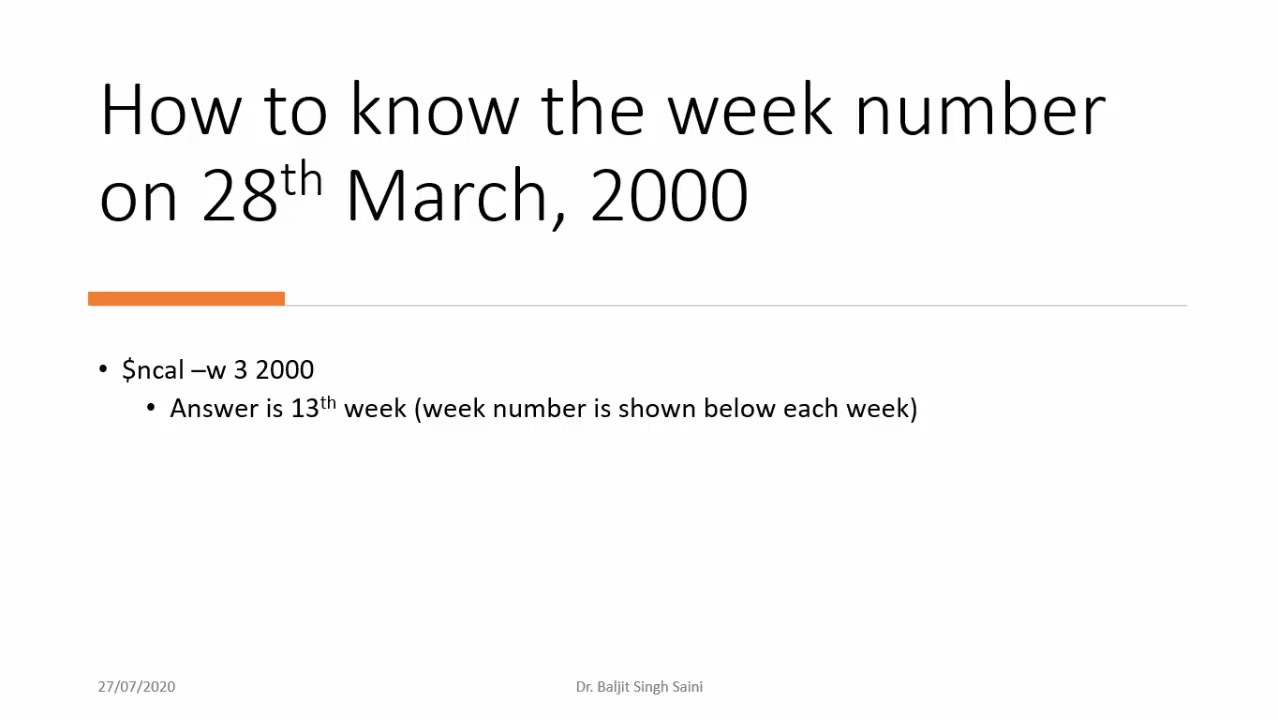 How to know the week number
on 28th March, 2000
• $ncal –w 3 2000
• Answer is 13th week (week number is shown below each week)
27/07/2020
Dr. Baljit Singh Saini